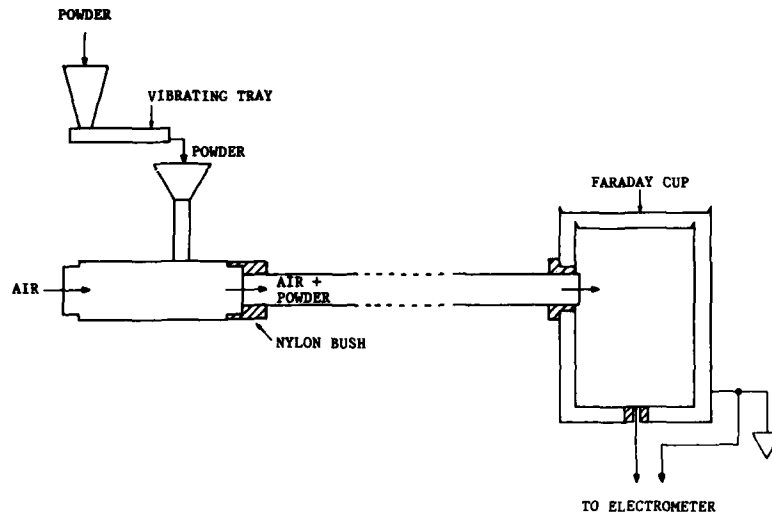 POWDER
VIBRATING TRAY
POWDER
FARADAY CUP
AIR
AIR +
POWDER
NYLON BUSH
TO ELECTROMETER